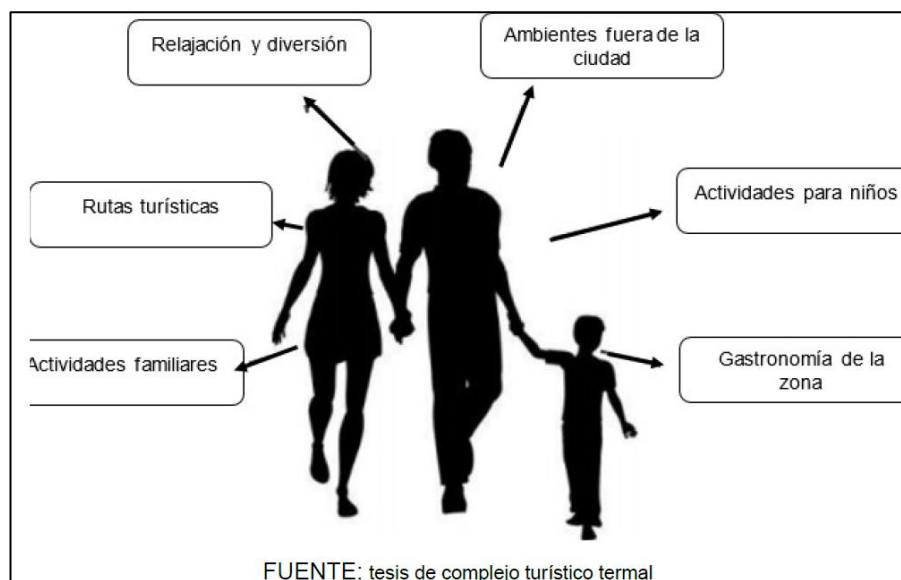 Relajación y diversión
Ambientes fuera de la
ciudad
Rutas turísticas
Actividades para niños
Actividades familiares
Gastronomía de la
zona
FUENTE: tesis de complejo turístico termal